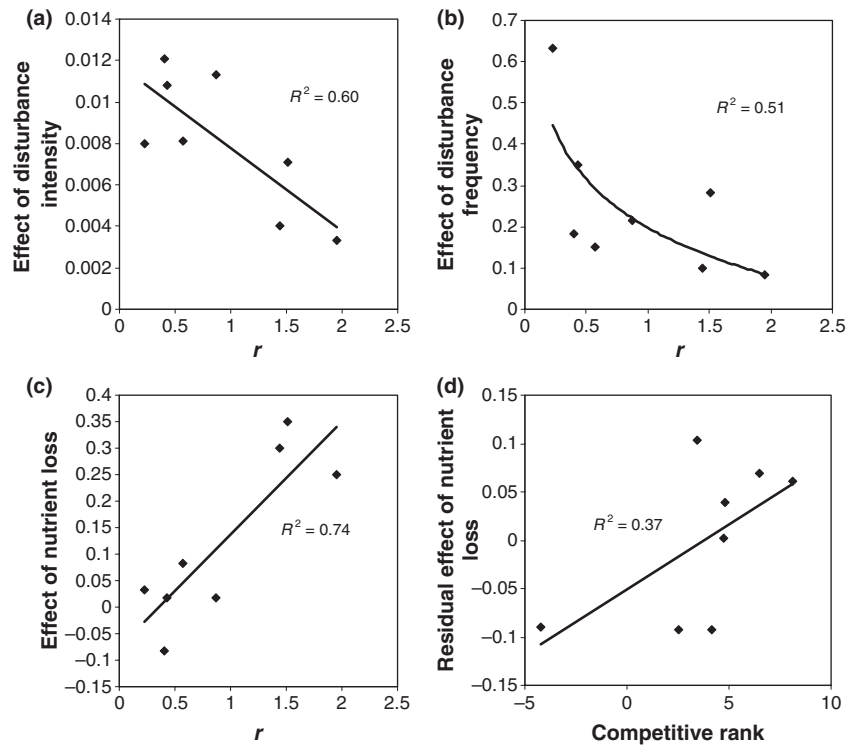 (a)
0.014
0.012
0.01
0.008
0.006
0.004
0.002
0
Effect of disturbance
intensity
R² = 0.60
0 0.5 1 1.5 2 2.5
r
(b)
0.7
0.6
0.5
0.4
0.3
0.2
0.1
0
Effect of disturbance
frequency
R² = 0.51
0 0.5 1 1.5 2 2.5
r
(c)
0.4
0.35
0.3
0.25
0.2
0.15
0.1
0.05
0
–0.05
–0.1
–0.15
Effect of nutrient loss
R² = 0.74
0 0.5 1 1.5 2 2.5
r
(d)
0.15
0.1
0.05
0
–0.05
–0.1
–0.15
Residual effect of nutrient
loss
R² = 0.37
–5 0 5 10
Competitive rank